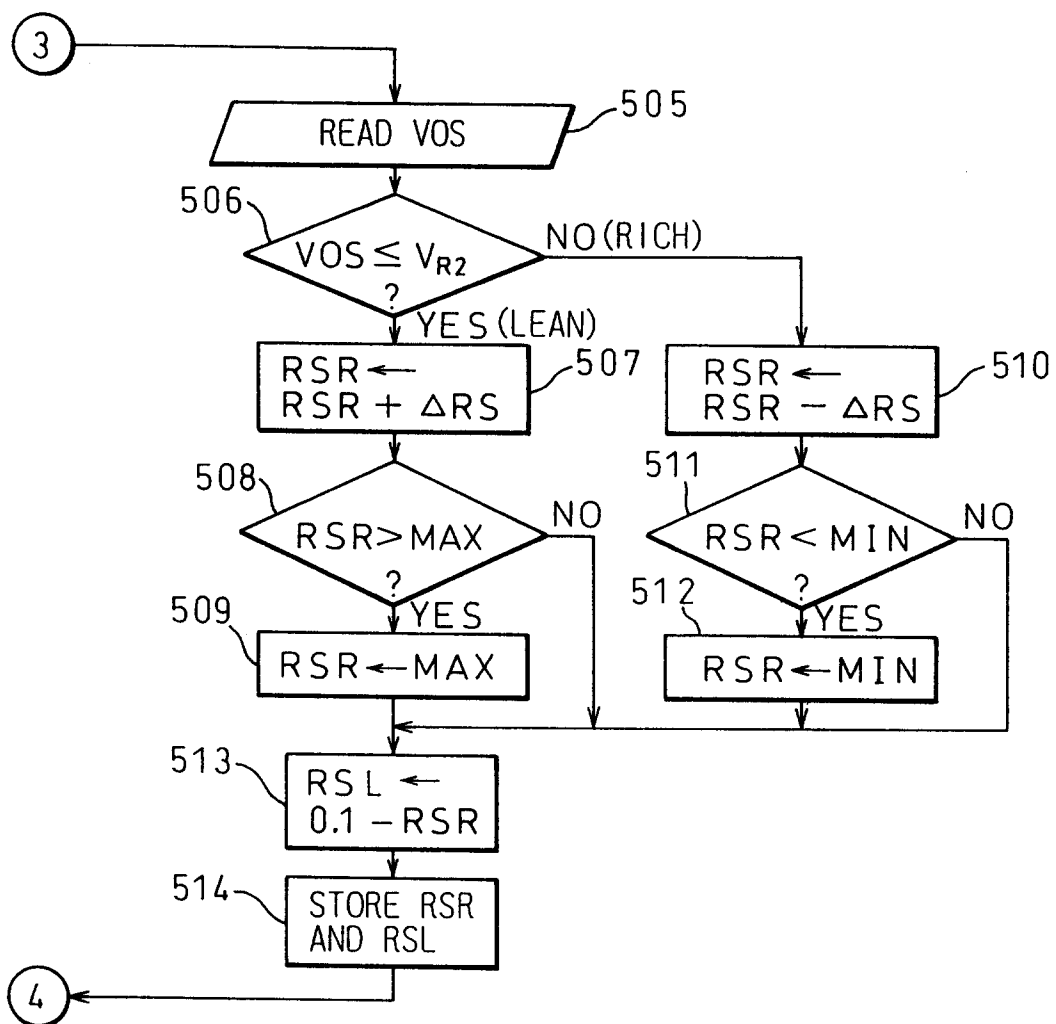 3
505
READ VOS
506
VOS ≤ VR2
?
NO (RICH)
YES (LEAN)
507
RSR ←
RSR + ΔRS
510
RSR ←
RSR − ΔRS
508
RSR > MAX
?
NO
YES
511
RSR < MIN
?
NO
YES
509
RSR ← MAX
512
RSR ← MIN
513
RSL ←
0.1 − RSR
514
STORE RSR
AND RSL
4